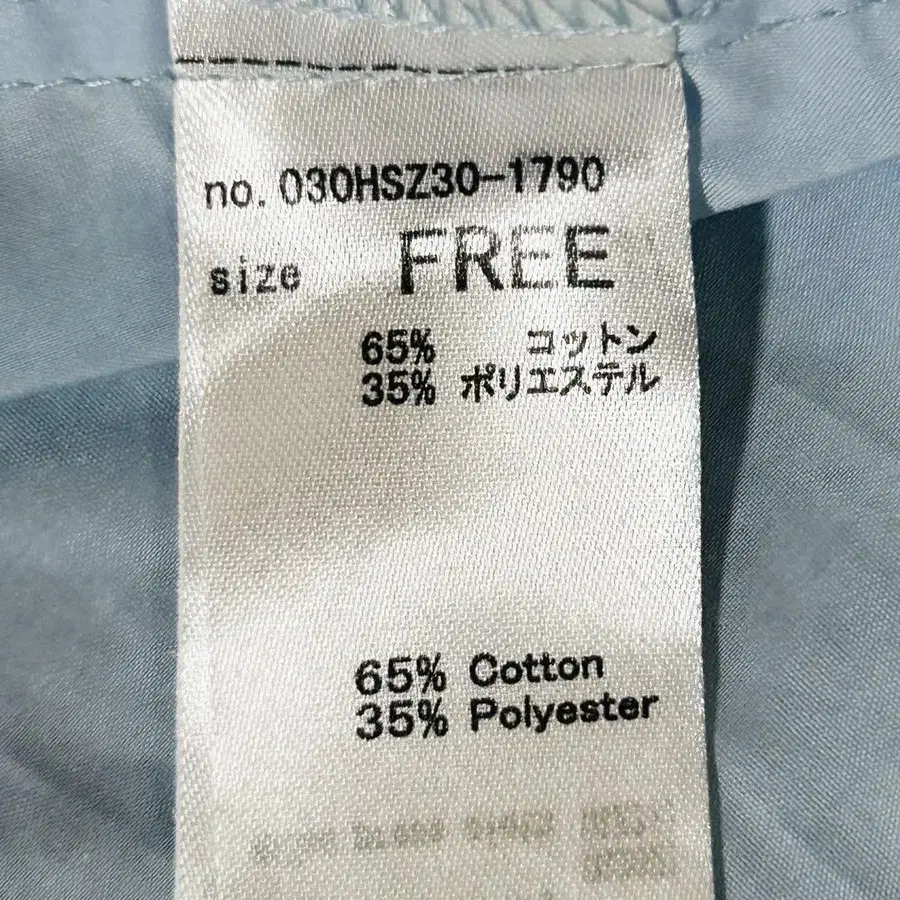 no. 030HSZ30-1790
size FREE
65% コットン
35% ポリエステル
65% Cotton
35% Polyester